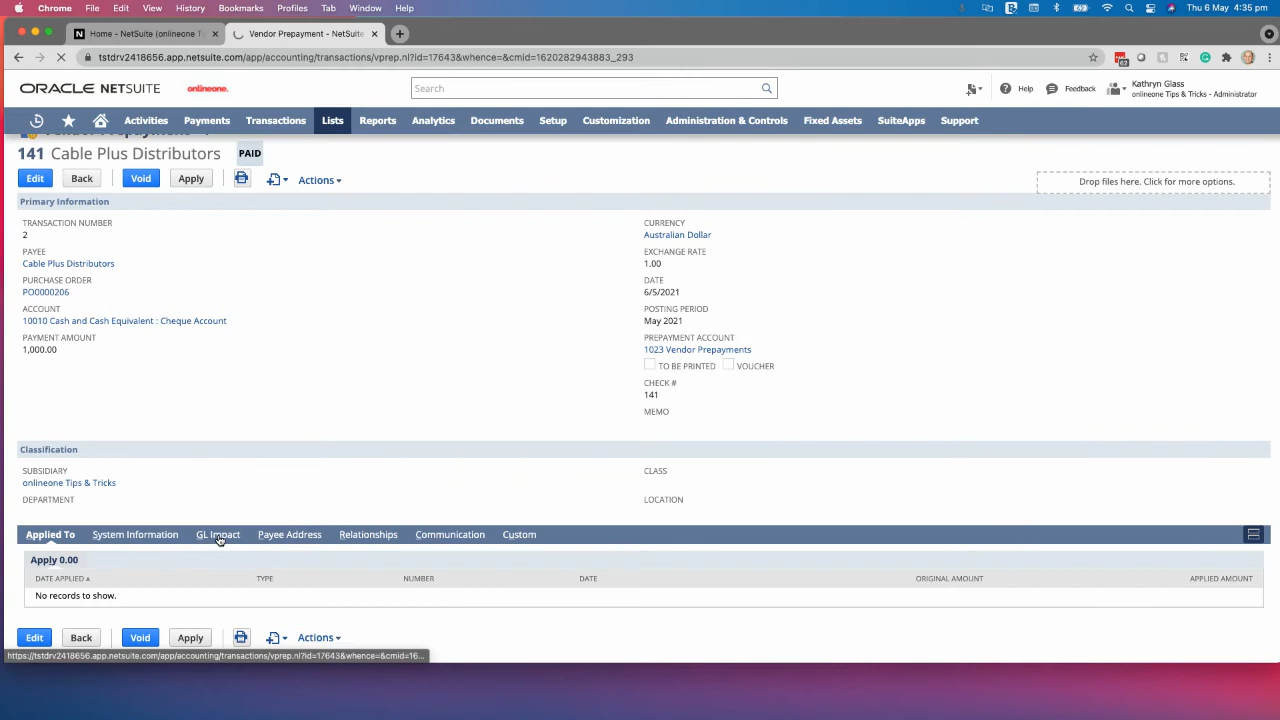 Chrome File Edit View History Bookmarks Profiles Tab Window Help Thu 6 May 4:35 pm
N Home - NetSuite (onlineone T × Vendor Prepayment - NetSuite × +
tstdrv2418656.app.netsuite.com/app/accounting/transactions/vprep.nl?id=17643&whence=&cmid=1620282943883_293
ORACLE NETSUITE onlineone. Search Help Feedback Kathryn Glass
onlineone Tips & Tricks - Administrator
Activities Payments Transactions Lists Reports Analytics Documents Setup Customization Administration & Controls Fixed Assets SuiteApps Support
Vendor Prepayment
141 Cable Plus Distributors PAID
Edit Back Void Apply Actions
Drop files here. Click for more options.
Primary Information
TRANSACTION NUMBER
2
PAYEE
Cable Plus Distributors
PURCHASE ORDER
PO0000206
ACCOUNT
10010 Cash and Cash Equivalent : Cheque Account
PAYMENT AMOUNT
1,000.00
CURRENCY
Australian Dollar
EXCHANGE RATE
1.00
DATE
6/5/2021
POSTING PERIOD
May 2021
PREPAYMENT ACCOUNT
1023 Vendor Prepayments
TO BE PRINTED VOUCHER
CHECK #
141
MEMO
Classification
SUBSIDIARY
onlineone Tips & Tricks
DEPARTMENT
CLASS
LOCATION
Applied To System Information GL Impact Payee Address Relationships Communication Custom
Apply 0.00
DATE APPLIED TYPE NUMBER DATE ORIGINAL AMOUNT APPLIED AMOUNT
No records to show.
Edit Back Void Apply Actions
https://tstdrv2418656.app.netsuite.com/app/accounting/transactions/vprep.nl?id=17643&whence=&cmid=16...